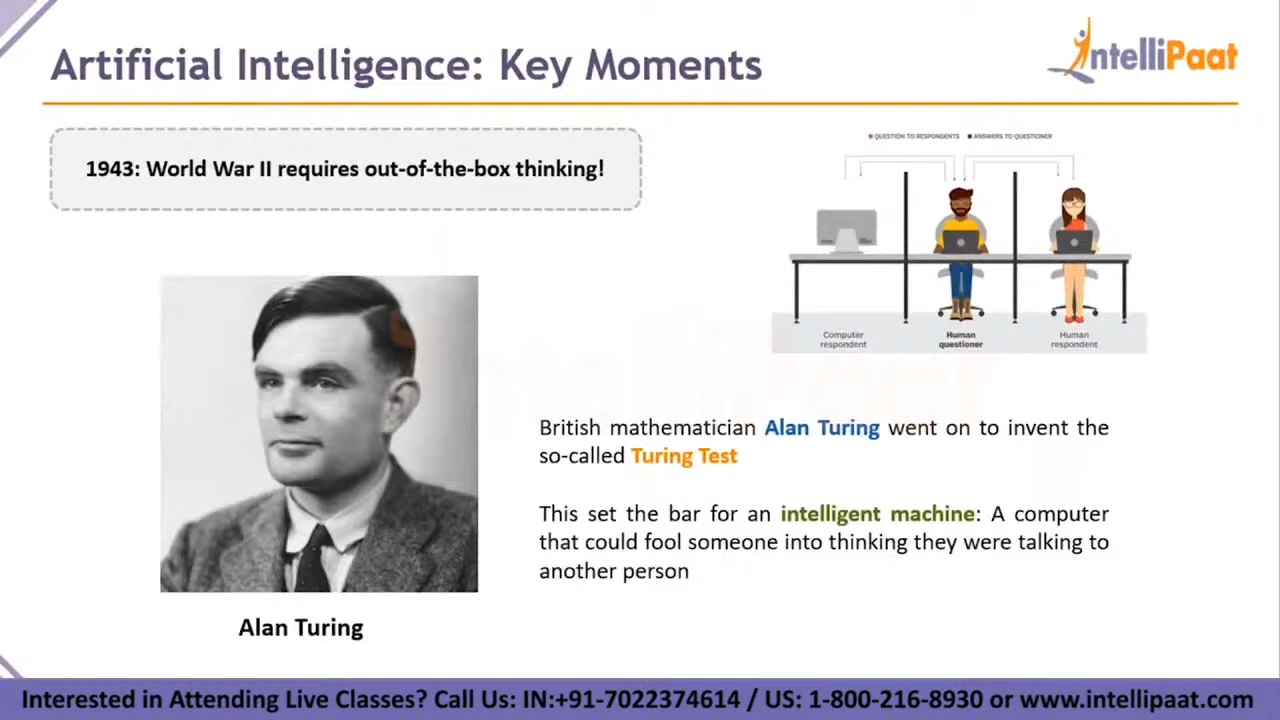 Artificial Intelligence: Key Moments
IntelliPaat
1943: World War II requires out-of-the-box thinking!
QUESTION TO RESPONDENTS ANSWERS TO QUESTIONER
Computer respondent
Human questioner
Human respondent
British mathematician Alan Turing went on to invent the
so-called Turing Test
This set the bar for an intelligent machine: A computer
that could fool someone into thinking they were talking to
another person
Alan Turing
Interested in Attending Live Classes? Call Us: IN:+91-7022374614 / US: 1-800-216-8930 or www.intellipaat.com